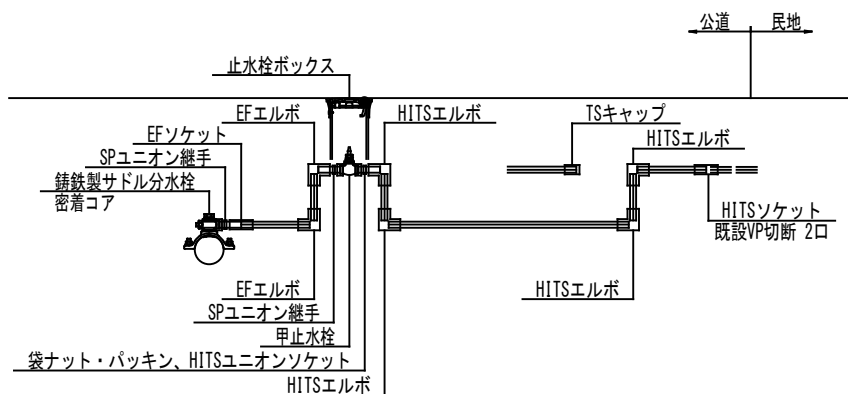 公道
民地
止水栓ボックス
EFエルボ
HITSエルボ
TSキャップ
EFソケット
HITSエルボ
SPユニオン継手
鋳鉄製サドル分水栓
密着コア
HITSソケット
既設VP切断 2口
EFエルボ
HITSエルボ
SPユニオン継手
甲止水栓
袋ナット・パッキン、HITSユニオンソケット
HITSエルボ